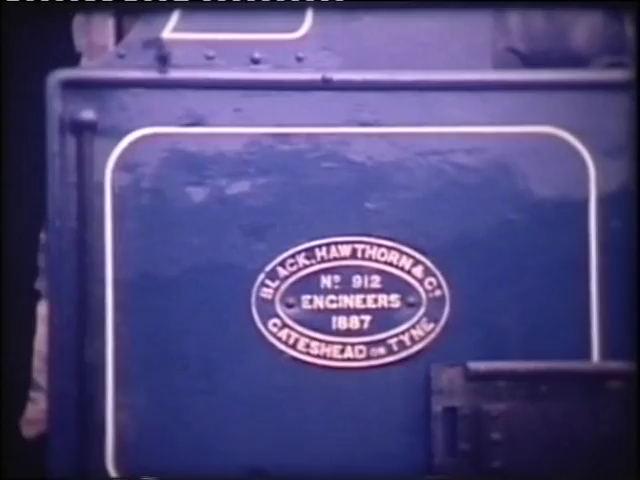 BLACK, HAWTHORN & Co.
No. 912
ENGINEERS
1887
GATESHEAD ON TYNE